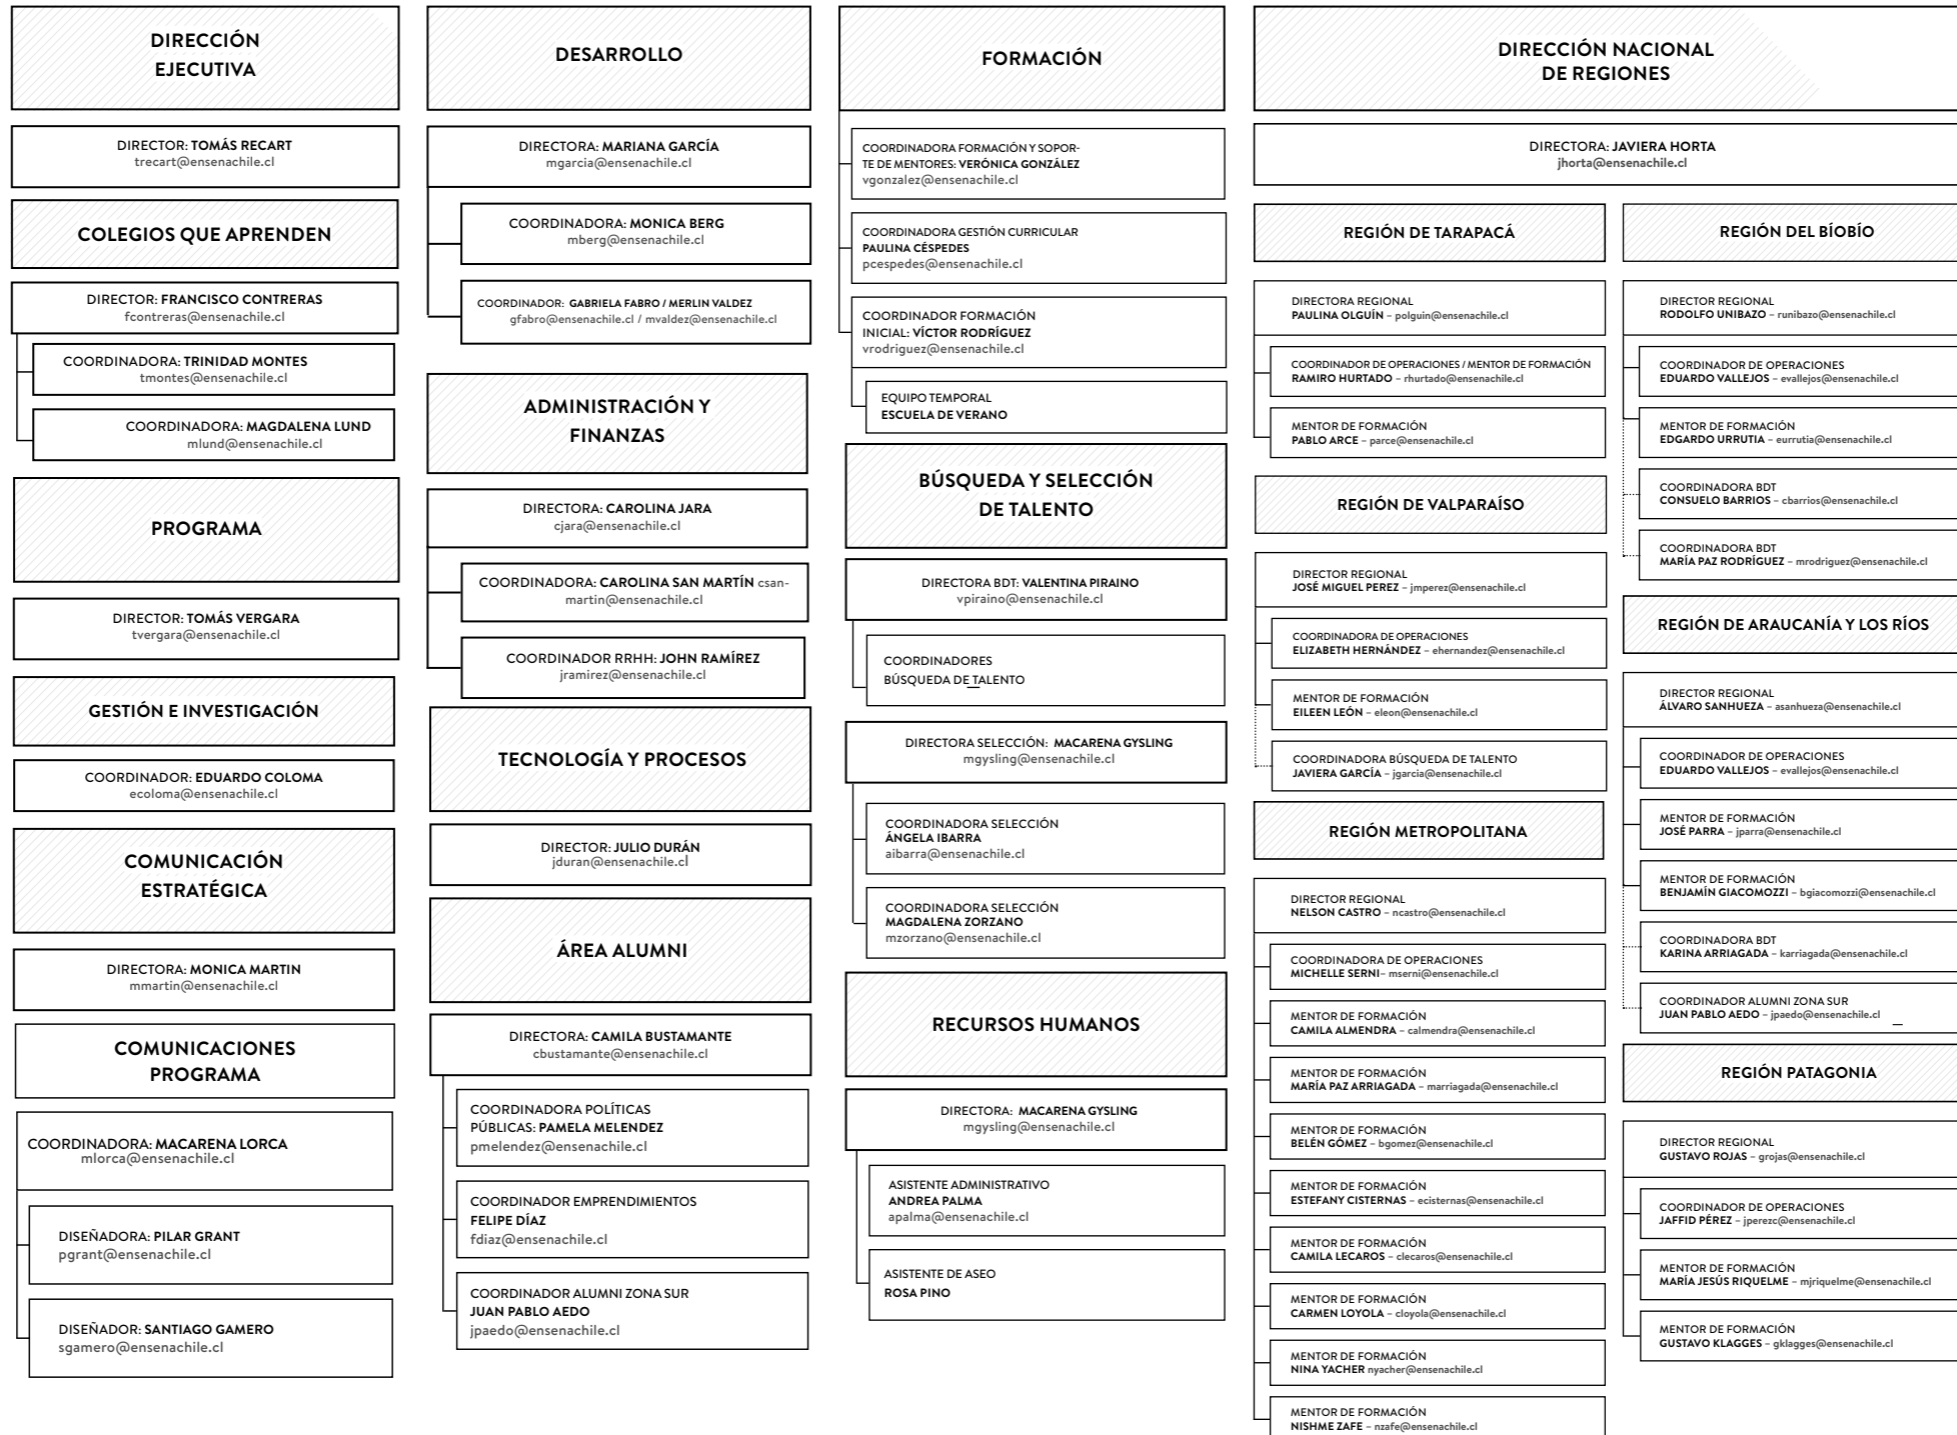 DIRECCIÓN
EJECUTIVA
DIRECTOR: TOMÁS RECART
trecart@ensenachile.cl
COLEGIOS QUE APRENDEN
DIRECTOR: FRANCISCO CONTRERAS
fcontreras@ensenachile.cl
COORDINADORA: TRINIDAD MONTES
tmontes@ensenachile.cl
COORDINADORA: MAGDALENA LUND
mlund@ensenachile.cl
PROGRAMA
DIRECTOR: TOMÁS VERGARA
tvergara@ensenachile.cl
GESTIÓN E INVESTIGACIÓN
COORDINADOR: EDUARDO COLOMA
ecoloma@ensenachile.cl
COMUNICACIÓN
ESTRATÉGICA
DIRECTORA: MONICA MARTIN
mmartin@ensenachile.cl
COMUNICACIONES
PROGRAMA
COORDINADORA: MACARENA LORCA
mlorca@ensenachile.cl
DISEÑADORA: PILAR GRANT
pgrant@ensenachile.cl
DISEÑADOR: SANTIAGO GAMERO
sgamero@ensenachile.cl
DESARROLLO
DIRECTORA: MARIANA GARCÍA
mgarcia@ensenachile.cl
COORDINADORA: MONICA BERG
mberg@ensenachile.cl
COORDINADOR: GABRIELA FABRO / MERLIN VALDEZ
gfabro@ensenachile.cl / mvaldez@ensenachile.cl
ADMINISTRACIÓN Y
FINANZAS
DIRECTORA: CAROLINA JARA
cjara@ensenachile.cl
COORDINADORA: CAROLINA SAN MARTÍN csan-
martin@ensenachile.cl
COORDINADOR RRHH: JOHN RAMÍREZ
jramirez@ensenachile.cl
TECNOLOGÍA Y PROCESOS
DIRECTOR: JULIO DURÁN
jduran@ensenachile.cl
ÁREA ALUMNI
DIRECTORA: CAMILA BUSTAMANTE
cbustamante@ensenachile.cl
COORDINADORA POLÍTICAS
PÚBLICAS: PAMELA MELENDEZ
pmelendez@ensenachile.cl
COORDINADOR EMPRENDIMIENTOS
FELIPE DÍAZ
fdiaz@ensenachile.cl
COORDINADOR ALUMNI ZONA SUR
JUAN PABLO AEDO
jpaedo@ensenachile.cl
FORMACIÓN
COORDINADORA FORMACIÓN Y SOPOR-
TE DE MENTORES: VERÓNICA GONZÁLEZ
vgonzalez@ensenachile.cl
COORDINADORA GESTIÓN CURRICULAR
PAULINA CÉSPEDES
pcespedes@ensenachile.cl
COORDINADOR FORMACIÓN
INICIAL: VÍCTOR RODRÍGUEZ
vrodriguez@ensenachile.cl
EQUIPO TEMPORAL
ESCUELA DE VERANO
BÚSQUEDA Y SELECCIÓN
DE TALENTO
DIRECTORA BDT: VALENTINA PIRAINO
vpiraino@ensenachile.cl
COORDINADORES
BÚSQUEDA DE TALENTO
DIRECTORA SELECCIÓN: MACARENA GYSLING
mgysling@ensenachile.cl
COORDINADORA SELECCIÓN
ÁNGELA IBARRA
aibarra@ensenachile.cl
COORDINADORA SELECCIÓN
MAGDALENA ZORZANO
mzorzano@ensenachile.cl
RECURSOS HUMANOS
DIRECTORA: MACARENA GYSLING
mgysling@ensenachile.cl
ASISTENTE ADMINISTRATIVO
ANDREA PALMA
apalma@ensenachile.cl
ASISTENTE DE ASEO
ROSA PINO
DIRECCIÓN NACIONAL
DE REGIONES
DIRECTORA: JAVIERA HORTA
jhorta@ensenachile.cl
REGIÓN DE TARAPACÁ
DIRECTORA REGIONAL
PAULINA OLGUÍN – polguin@ensenachile.cl
COORDINADOR DE OPERACIONES / MENTOR DE FORMACIÓN
RAMIRO HURTADO – rhurtado@ensenachile.cl
MENTOR DE FORMACIÓN
PABLO ARCE – parce@ensenachile.cl
REGIÓN DE VALPARAÍSO
DIRECTOR REGIONAL
JOSÉ MIGUEL PEREZ – jmperez@ensenachile.cl
COORDINADORA DE OPERACIONES
ELIZABETH HERNÁNDEZ – ehernandez@ensenachile.cl
MENTOR DE FORMACIÓN
EILEEN LEÓN – eleon@ensenachile.cl
COORDINADORA BÚSQUEDA DE TALENTO
JAVIERA GARCÍA – jgarcia@ensenachile.cl
REGIÓN METROPOLITANA
DIRECTOR REGIONAL
NELSON CASTRO – ncastro@ensenachile.cl
COORDINADORA DE OPERACIONES
MICHELLE SERNI– mserni@ensenachile.cl
MENTOR DE FORMACIÓN
CAMILA ALMENDRA – calmendra@ensenachile.cl
MENTOR DE FORMACIÓN
MARÍA PAZ ARRIAGADA – marriagada@ensenachile.cl
MENTOR DE FORMACIÓN
BELÉN GÓMEZ – bgomez@ensenachile.cl
MENTOR DE FORMACIÓN
ESTEFANY CISTERNAS – ecisternas@ensenachile.cl
MENTOR DE FORMACIÓN
CAMILA LECAROS – clecaros@ensenachile.cl
MENTOR DE FORMACIÓN
CARMEN LOYOLA – cloyola@ensenachile.cl
MENTOR DE FORMACIÓN
NINA YACHER nyacher@ensenachile.cl
MENTOR DE FORMACIÓN
NISHME ZAFE – nzafe@ensenachile.cl
REGIÓN DEL BÍOBÍO
DIRECTOR REGIONAL
RODOLFO UNIBAZO – runibazo@ensenachile.cl
COORDINADOR DE OPERACIONES
EDUARDO VALLEJOS – evallejos@ensenachile.cl
MENTOR DE FORMACIÓN
EDGARDO URRUTIA – eurrutia@ensenachile.cl
COORDINADORA BDT
CONSUELO BARRIOS – cbarrios@ensenachile.cl
COORDINADORA BDT
MARÍA PAZ RODRÍGUEZ – mrodriguez@ensenachile.cl
REGIÓN DE ARAUCANÍA Y LOS RÍOS
DIRECTOR REGIONAL
ÁLVARO SANHUEZA – asanhueza@ensenachile.cl
COORDINADOR DE OPERACIONES
EDUARDO VALLEJOS – evallejos@ensenachile.cl
MENTOR DE FORMACIÓN
JOSÉ PARRA – jparra@ensenachile.cl
MENTOR DE FORMACIÓN
BENJAMÍN GIACOMOZZI – bgiacomozzi@ensenachile.cl
COORDINADORA BDT
KARINA ARRIAGADA – karriagada@ensenachile.cl
COORDINADOR ALUMNI ZONA SUR
JUAN PABLO AEDO – jpaedo@ensenachile.cl
REGIÓN PATAGONIA
DIRECTOR REGIONAL
GUSTAVO ROJAS – grojas@ensenachile.cl
COORDINADOR DE OPERACIONES
JAFFID PÉREZ – jperezc@ensenachile.cl
MENTOR DE FORMACIÓN
MARÍA JESÚS RIQUELME – mjriquelme@ensenachile.cl
MENTOR DE FORMACIÓN
GUSTAVO KLAGGES – gklagges@ensenachile.cl